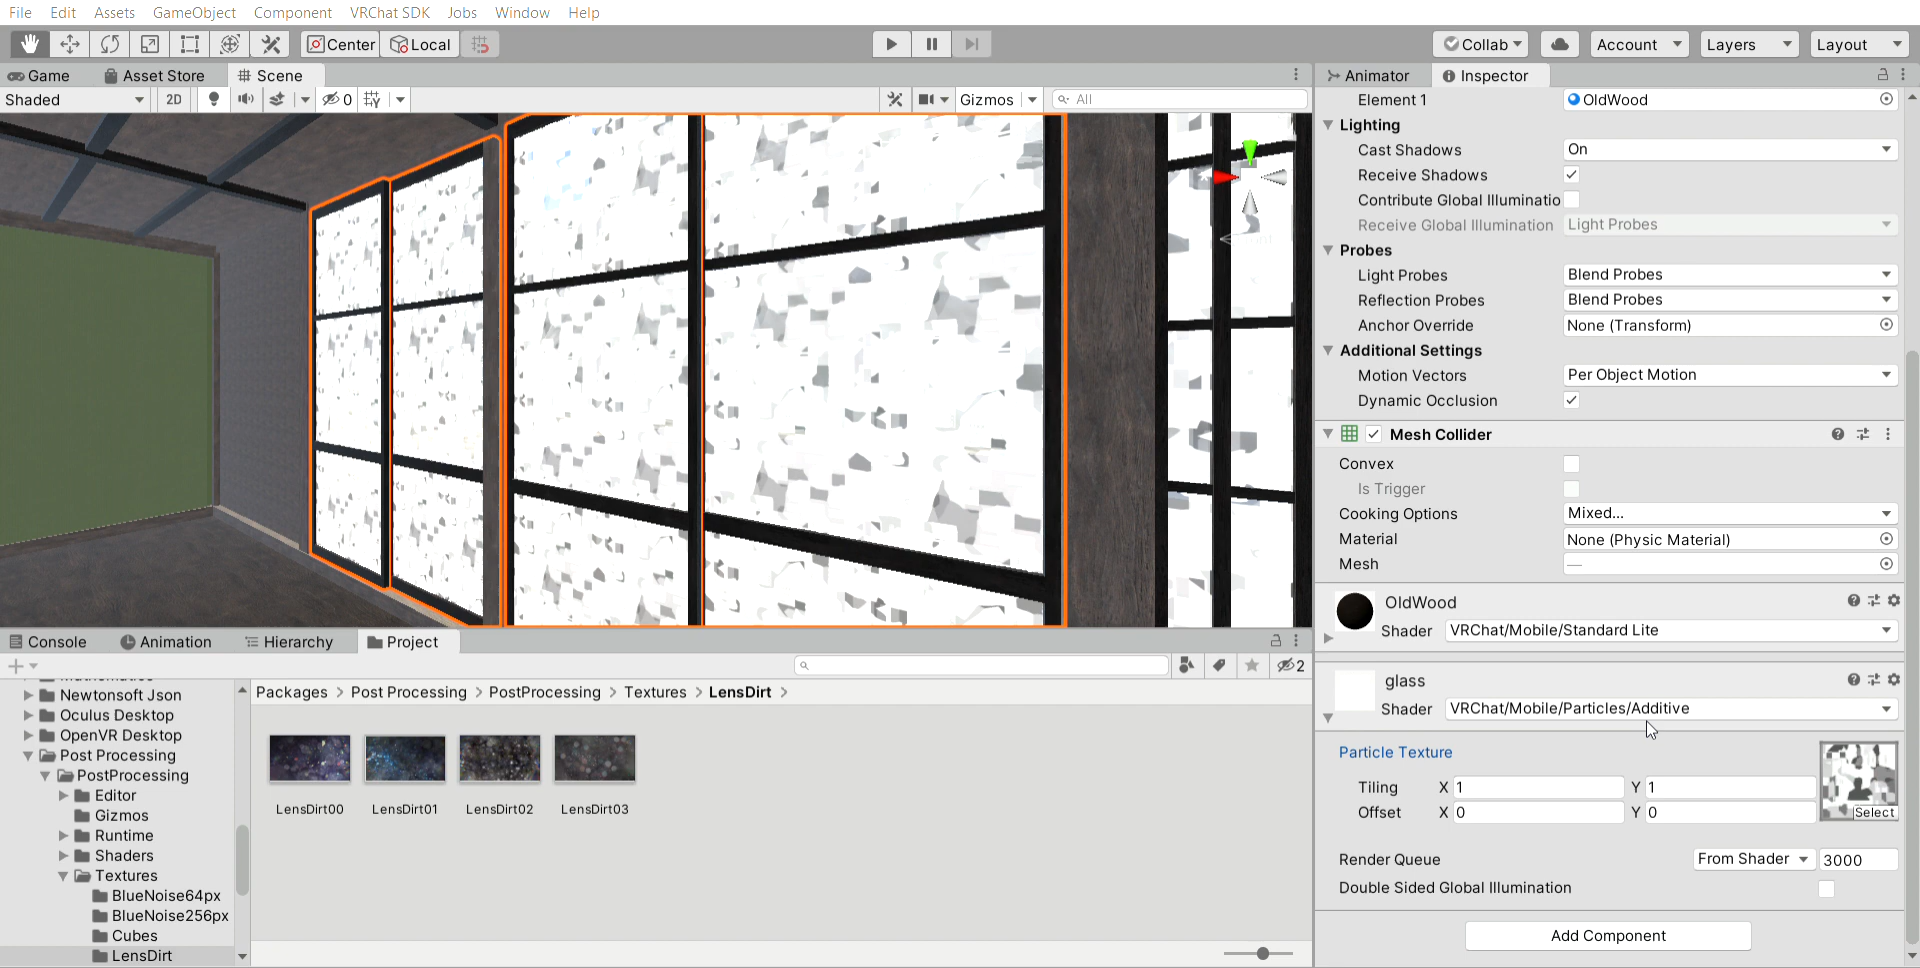 File Edit Assets GameObject Component VRChat SDK Jobs Window Help
Center Local Collab Account Layers Layout
Game Asset Store Scene
Shaded 2D 0 Gizmos All
Animator Inspector
Element 1 OldWood
Lighting
Cast Shadows On
Receive Shadows
Contribute Global Illuminatio
Receive Global Illumination Light Probes
Probes
Light Probes Blend Probes
Reflection Probes Blend Probes
Anchor Override None (Transform)
Additional Settings
Motion Vectors Per Object Motion
Dynamic Occlusion
Mesh Collider
Convex
Is Trigger
Cooking Options Mixed...
Material None (Physic Material)
Mesh —
OldWood
Shader VRChat/Mobile/Standard Lite
glass
Shader VRChat/Mobile/Particles/Additive
Particle Texture
Tiling X 1 Y 1
Offset X 0 Y 0
Select
Render Queue From Shader 3000
Double Sided Global Illumination
Add Component
Console Animation Hierarchy Project
2
Newtonsoft Json
Oculus Desktop
OpenVR Desktop
Post Processing
PostProcessing
Editor
Gizmos
Runtime
Shaders
Textures
BlueNoise64px
BlueNoise256px
Cubes
LensDirt
Packages > Post Processing > PostProcessing > Textures > LensDirt >
LensDirt00 LensDirt01 LensDirt02 LensDirt03